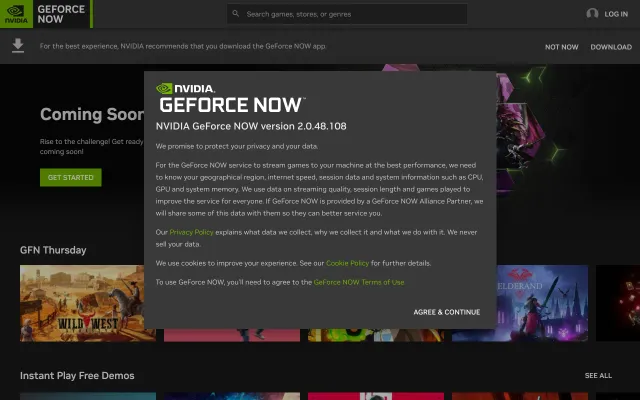 NVIDIA.
GEFORCE
NOW
Search games, stores, or genres
LOG IN
For the best experience, NVIDIA recommends that you download the GeForce NOW app.
NOT NOW
DOWNLOAD
Coming Soon
Rise to the challenge! Get ready
coming soon!
GET STARTED
NVIDIA.
GEFORCE NOW
NVIDIA GeForce NOW version 2.0.48.108
We promise to protect your privacy and your data.
For the GeForce NOW service to stream games to your machine at the best performance, we need
to know your geographical region, internet speed, session data and system information such as CPU,
GPU and system memory. We use data on streaming quality, session length and games played to
improve the service for everyone. If GeForce NOW is provided by a GeForce NOW Alliance Partner, we
will share some of this data with them so they can better service you.
Our Privacy Policy explains what data we collect, why we collect it and what we do with it. We never
sell your data.
We use cookies to improve your experience. See our Cookie Policy for further details.
To use GeForce NOW, you'll need to agree to the GeForce NOW Terms of Use
AGREE & CONTINUE
GFN Thursday
WILD WEST
ELDERAND
Instant Play Free Demos
SEE ALL